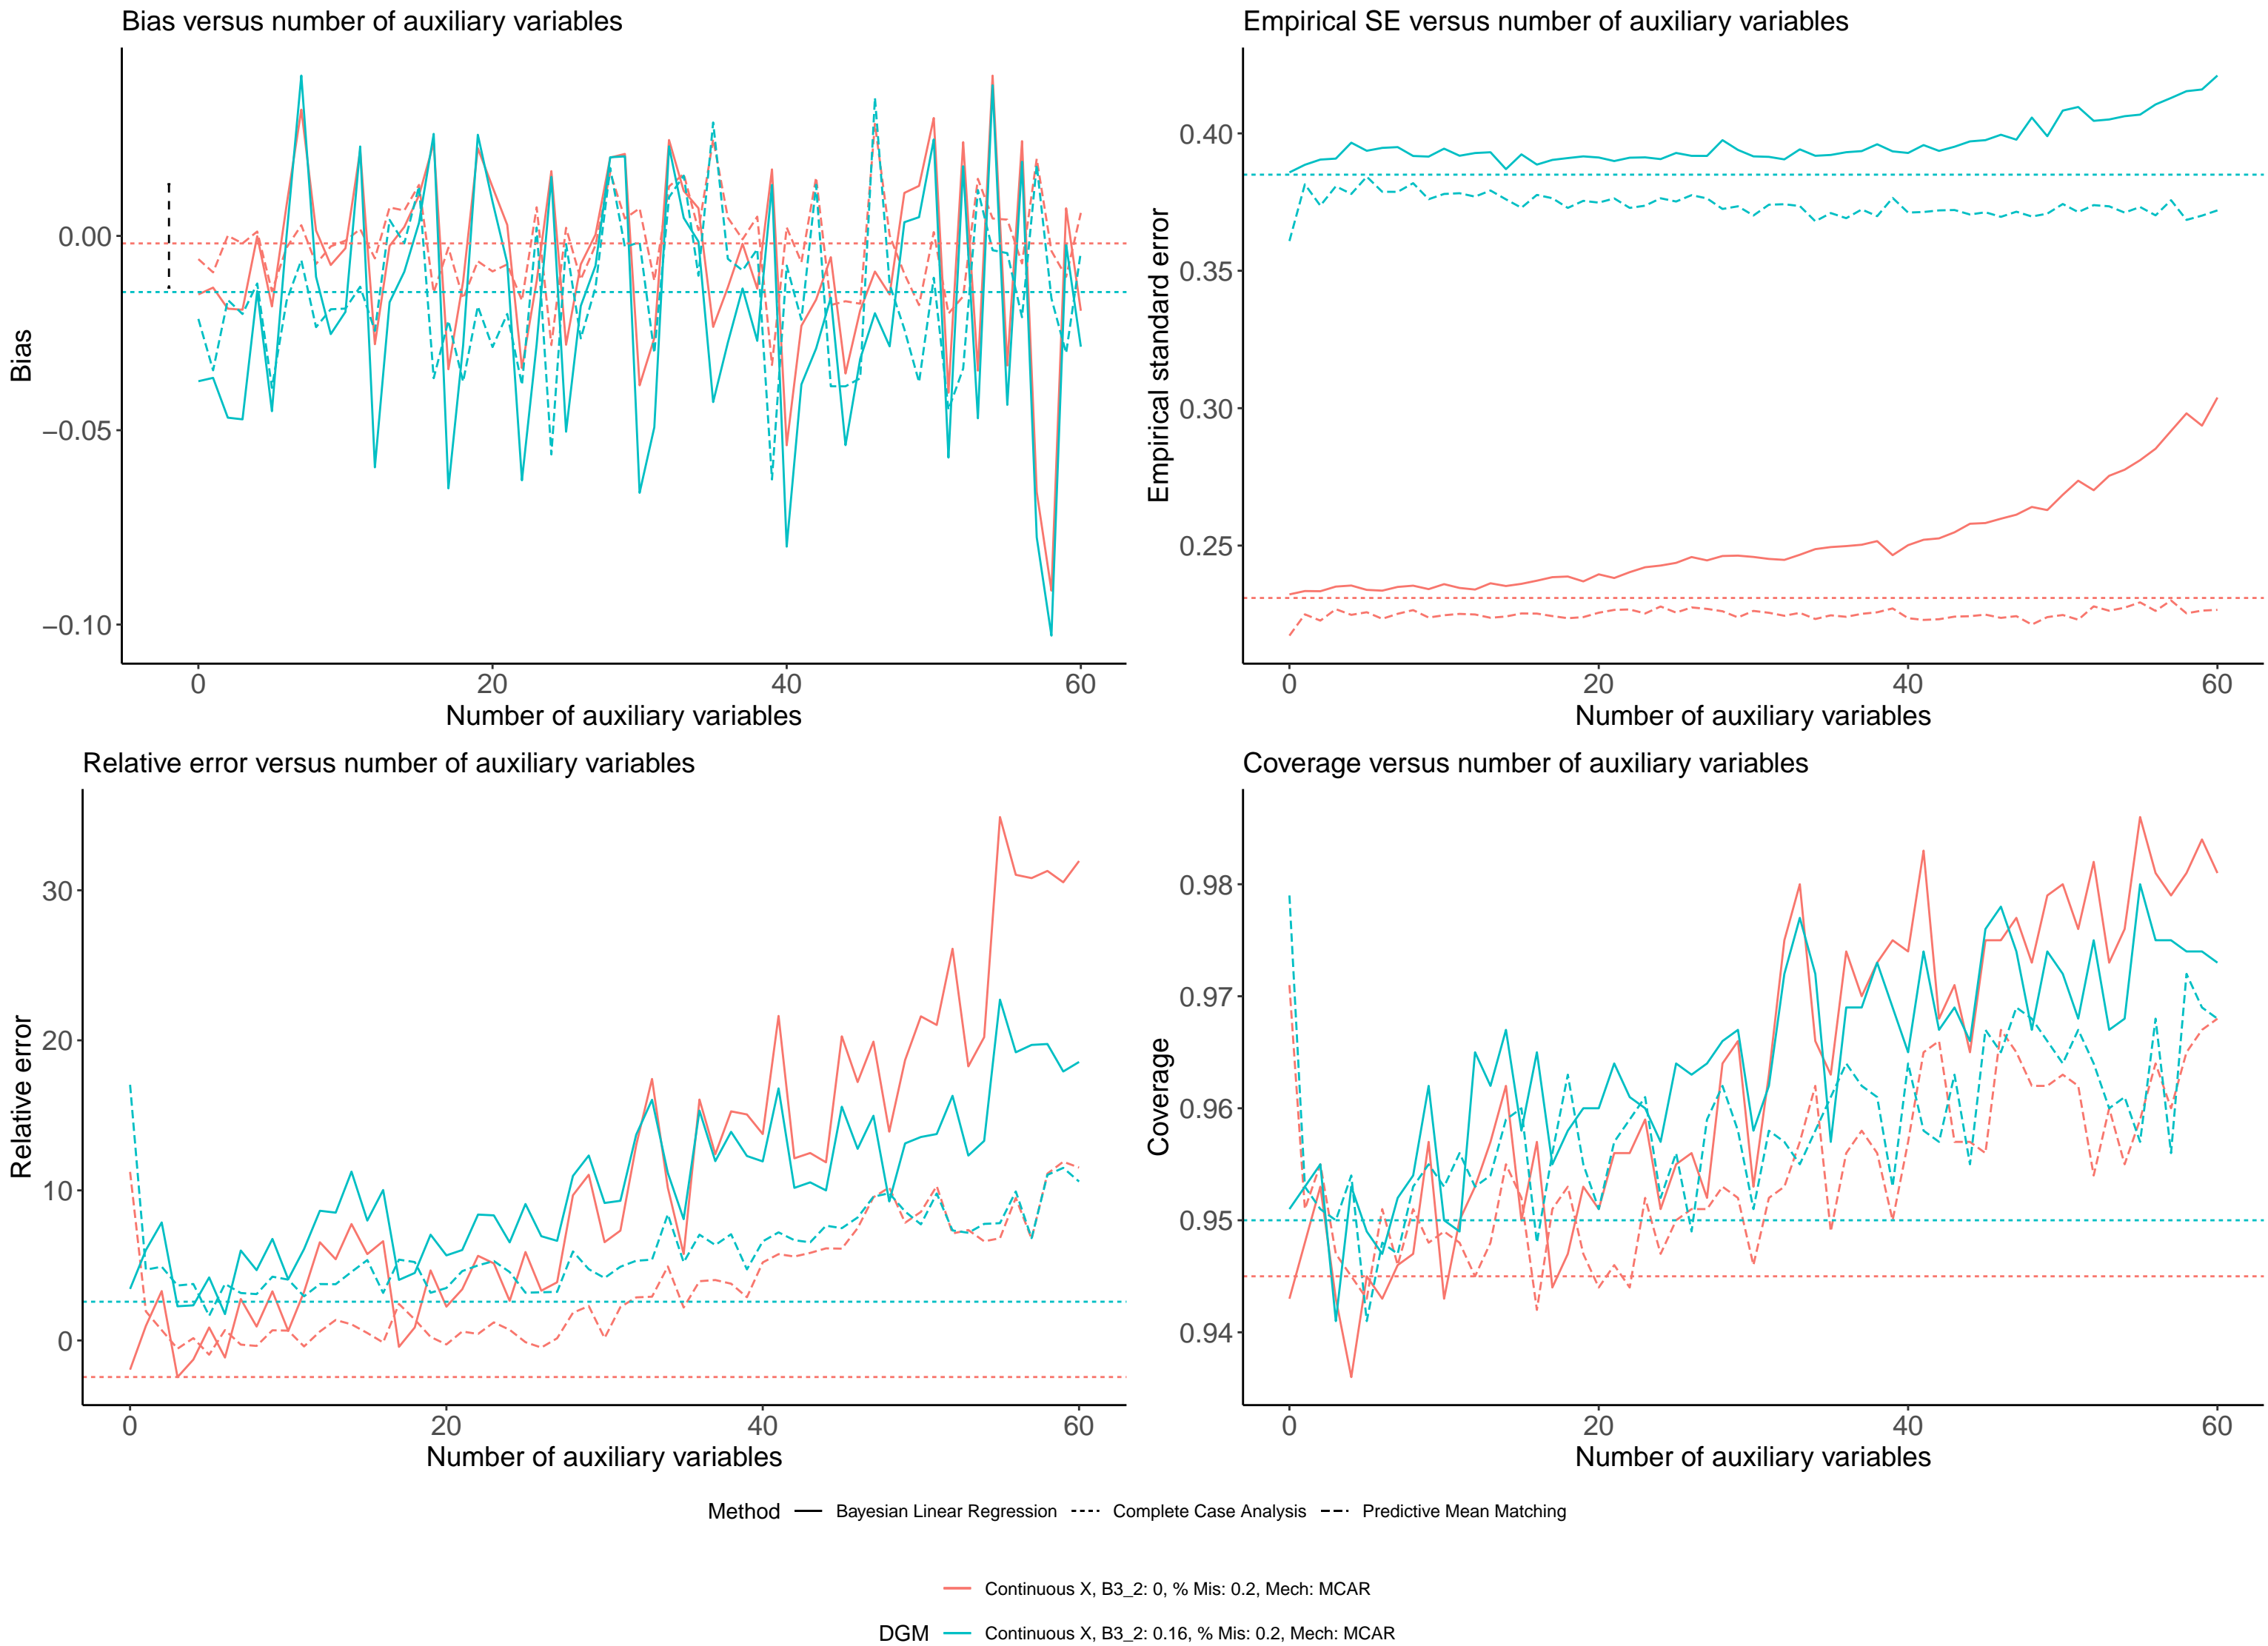 Bias versus number of auxiliary variables
Bias
0.00
−0.05
−0.10
0 20 40 60
Number of auxiliary variables
Empirical SE versus number of auxiliary variables
Empirical standard error
0.40
0.35
0.30
0.25
0 20 40 60
Number of auxiliary variables
Relative error versus number of auxiliary variables
Relative error
30
20
10
0
0 20 40 60
Number of auxiliary variables
Coverage versus number of auxiliary variables
Coverage
0.98
0.97
0.96
0.95
0.94
0 20 40 60
Number of auxiliary variables
Method Bayesian Linear Regression Complete Case Analysis Predictive Mean Matching
Continuous X, B3_2: 0, % Mis: 0.2, Mech: MCAR
DGM Continuous X, B3_2: 0.16, % Mis: 0.2, Mech: MCAR